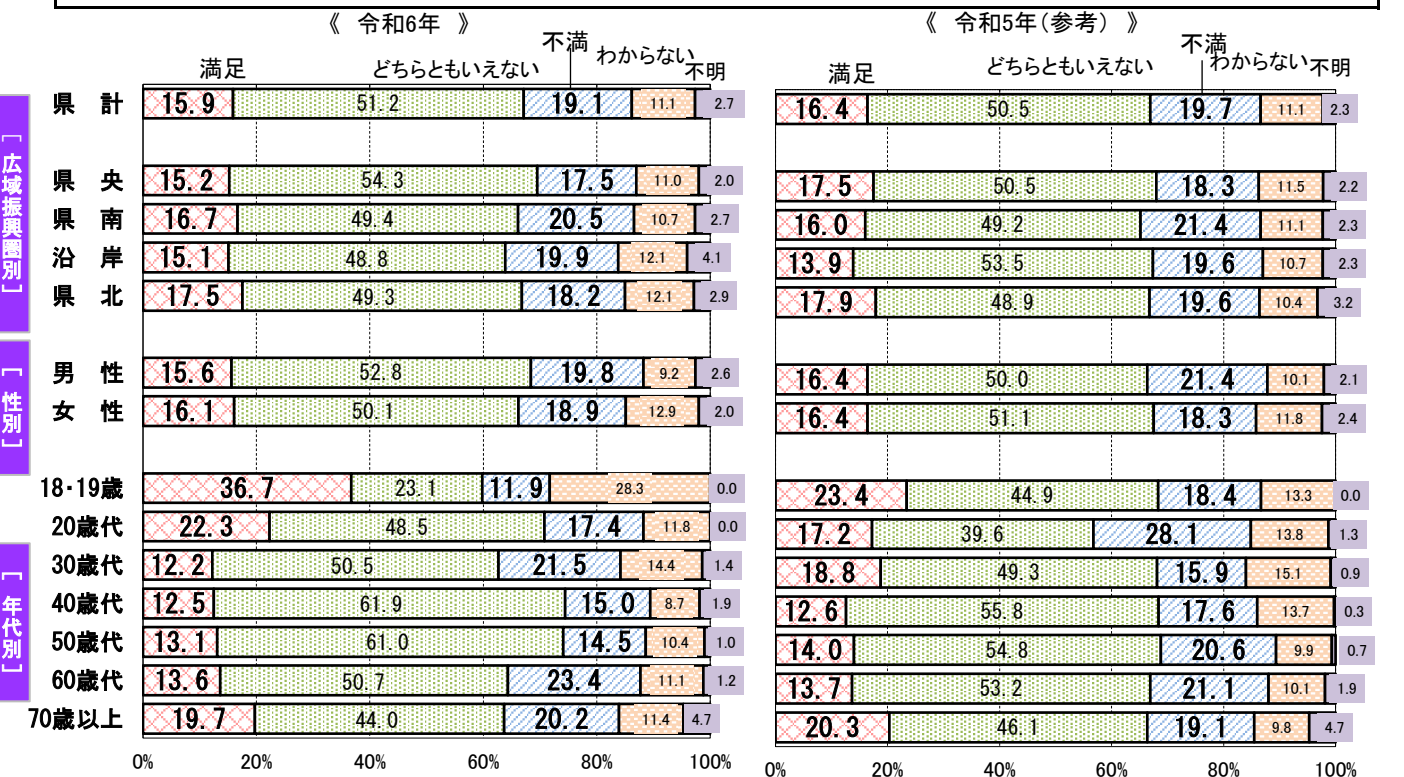 《 令和6年 》
《 令和5年（参考） 》
満足 どちらともいえない 不満 わからない 不明
満足 どちらともいえない 不満 わからない 不明
［ 広域振興圏別 ］
県 計 15.9 51.2 19.1 11.1 2.7
16.4 50.5 19.7 11.1 2.3
県 央 15.2 54.3 17.5 11.0 2.0
17.5 50.5 18.3 11.5 2.2
県 南 16.7 49.4 20.5 10.7 2.7
16.0 49.2 21.4 11.1 2.3
沿 岸 15.1 48.8 19.9 12.1 4.1
13.9 53.5 19.6 10.7 2.3
県 北 17.5 49.3 18.2 12.1 2.9
17.9 48.9 19.6 10.4 3.2
［ 性別 ］
男 性 15.6 52.8 19.8 9.2 2.6
16.4 50.0 21.4 10.1 2.1
女 性 16.1 50.1 18.9 12.9 2.0
16.4 51.1 18.3 11.8 2.4
［ 年代別 ］
18・19歳 36.7 23.1 11.9 28.3 0.0
23.4 44.9 18.4 13.3 0.0
20歳代 22.3 48.5 17.4 11.8 0.0
17.2 39.6 28.1 13.8 1.3
30歳代 12.2 50.5 21.5 14.4 1.4
18.8 49.3 15.9 15.1 0.9
40歳代 12.5 61.9 15.0 8.7 1.9
12.6 55.8 17.6 13.7 0.3
50歳代 13.1 61.0 14.5 10.4 1.0
14.0 54.8 20.6 9.9 0.7
60歳代 13.6 50.7 23.4 11.1 1.2
13.7 53.2 21.1 10.1 1.9
70歳以上 19.7 44.0 20.2 11.4 4.7
20.3 46.1 19.1 9.8 4.7
0% 20% 40% 60% 80% 100%
0% 20% 40% 60% 80% 100%